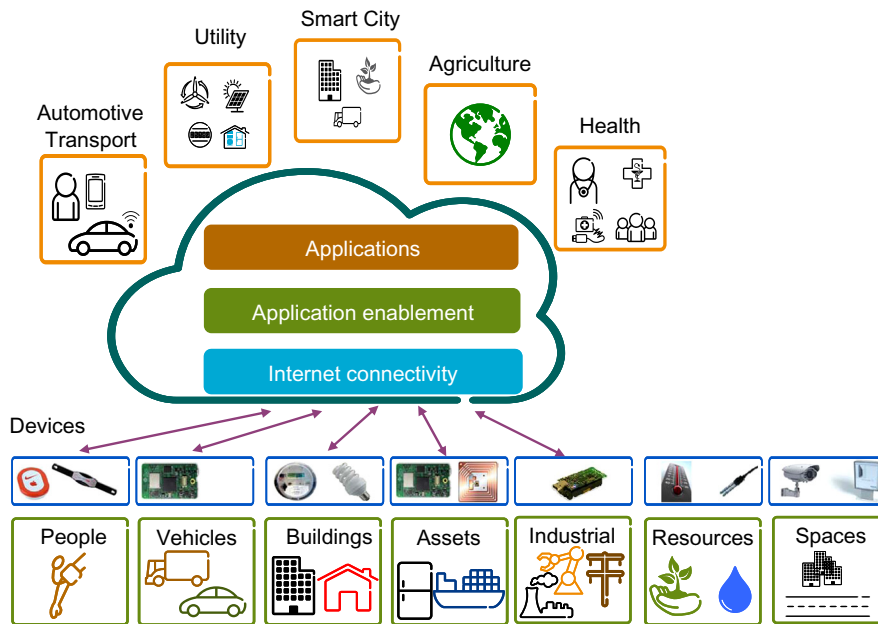 Smart City
Utility
Agriculture
Automotive
Transport
Health
Applications
Application enablement
Internet connectivity
Devices
People
Vehicles
Buildings
Assets
Industrial
Resources
Spaces